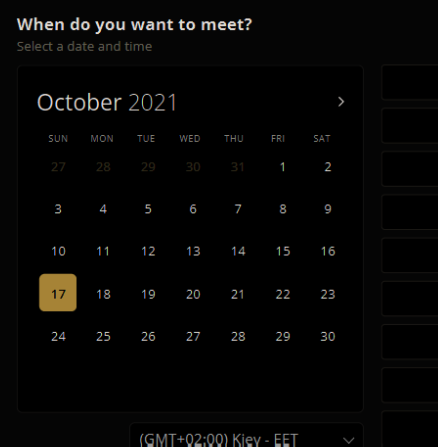 When do you want to meet?
Select a date and time
October 2021
SUN MON TUE WED THU FRI SAT
27 28 29 30 31 1 2
3 4 5 6 7 8 9
10 11 12 13 14 15 16
17 18 19 20 21 22 23
24 25 26 27 28 29 30
(GMT+02:00) Kiev - EET